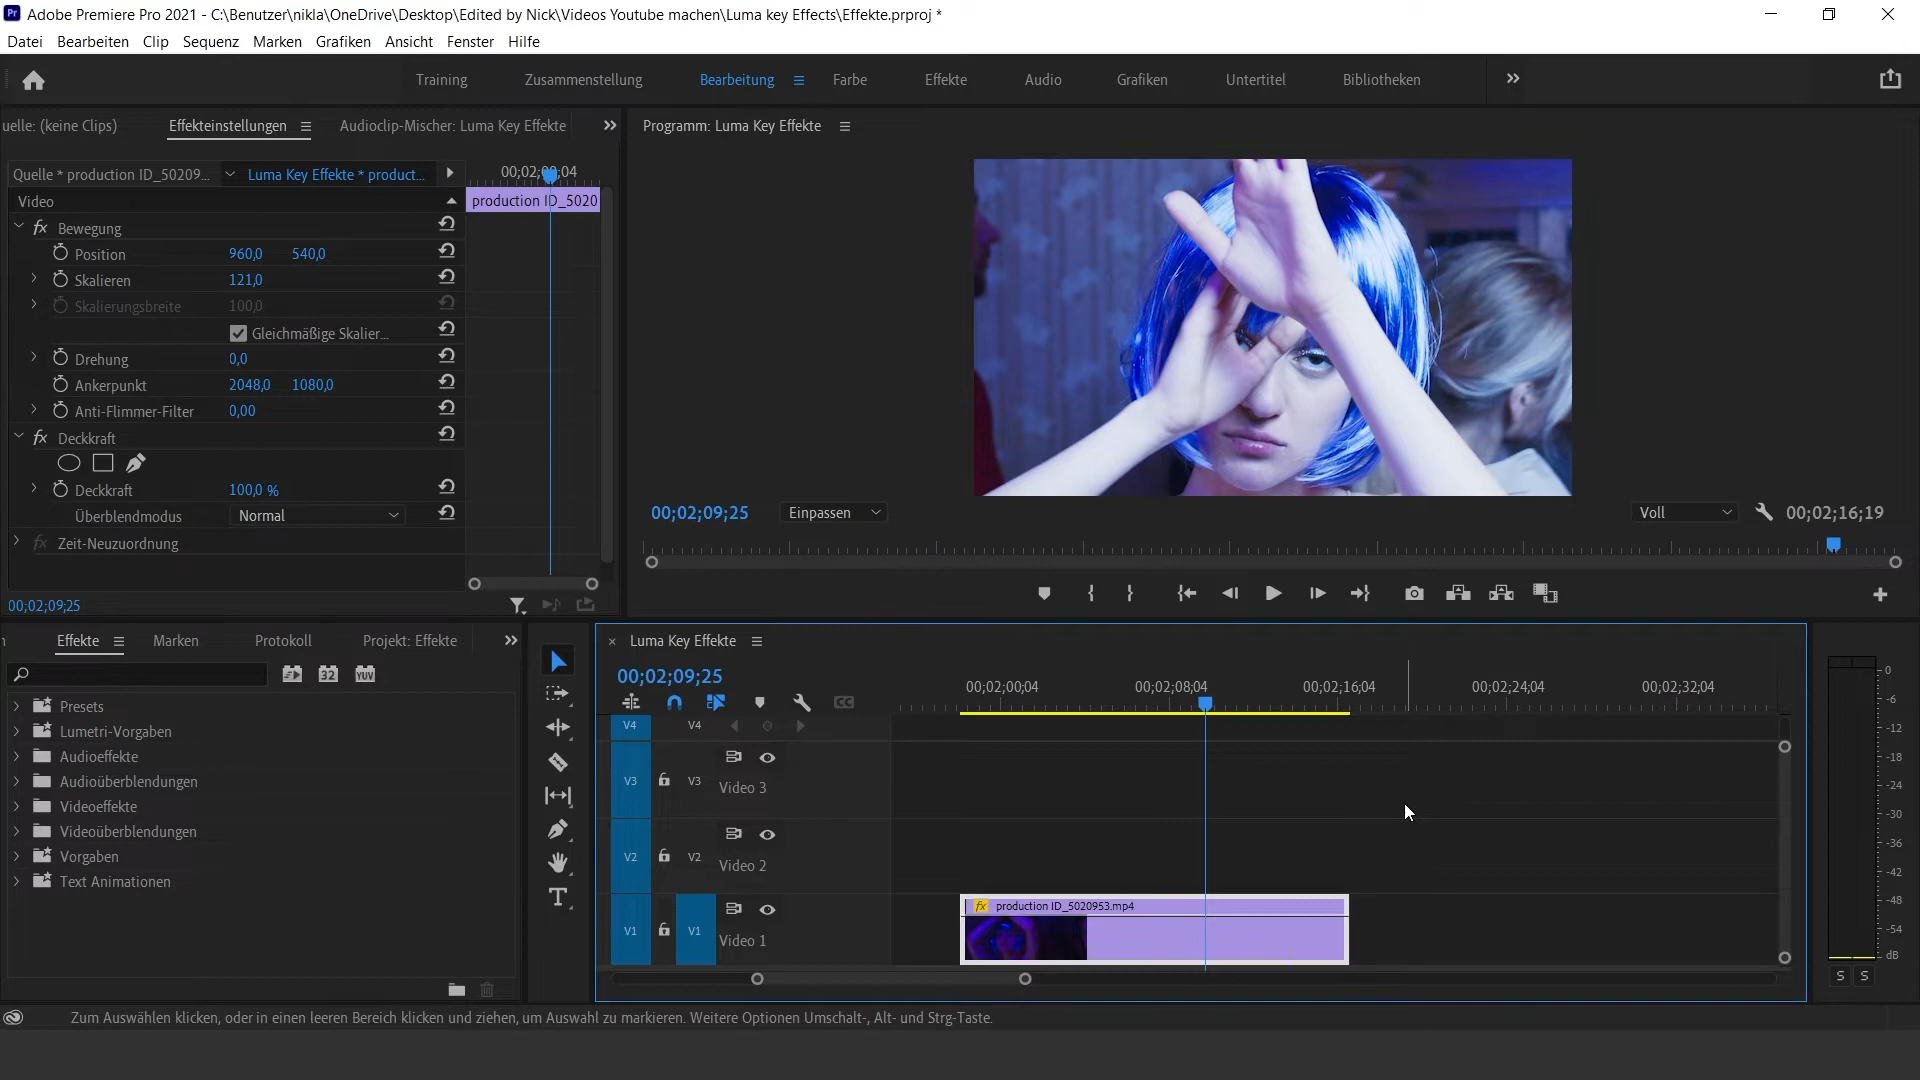 Adobe Premiere Pro 2021 - C:\Benutzer\nikla\OneDrive\Desktop\Edited by Nick\Videos Youtube machen\Luma key Effects\Effekte.prproj *
Datei Bearbeiten Clip Sequenz Marken Grafiken Ansicht Fenster Hilfe
Training Zusammenstellung Bearbeitung Farbe Effekte Audio Grafiken Untertitel Bibliotheken
uelle: (keine Clips) Effekteinstellungen Audioclip-Mischer: Luma Key Effekte
Programm: Luma Key Effekte
Quelle * production ID_50209... Luma Key Effekte * product...
Video
production ID_5020
Bewegung
Position 960,0 540,0
Skalieren 121,0
Skalierungsbreite 100,0
Gleichmäßige Skalier...
Drehung 0,0
Ankerpunkt 2048,0 1080,0
Anti-Flimmer-Filter 0,00
Deckkraft
Deckkraft 100,0 %
Überblendmodus Normal
Zeit-Neuzuordnung
00;02;09;25
00;02;09;25 Einpassen Voll 00;02;16;19
Effekte Marken Protokoll Projekt: Effekte
32 YUV
Presets
Lumetri-Vorgaben
Audioeffekte
Audioüberblendungen
Videoeffekte
Videoüberblendungen
Vorgaben
Text Animationen
× Luma Key Effekte
00;02;09;25
00;02;00;04 00;02;08;04 00;02;16;04 00;02;24;04 00;02;32;04
V4 V4
V3 V3 Video 3
V2 V2 Video 2
V1 V1 Video 1
fx production ID_5020953.mp4
0
-6
-12
-18
-24
-30
-36
-42
-48
-54
dB
S S
Zum Auswählen klicken, oder in einen leeren Bereich klicken und ziehen, um Auswahl zu markieren. Weitere Optionen Umschalt-, Alt- und Strg-Taste.